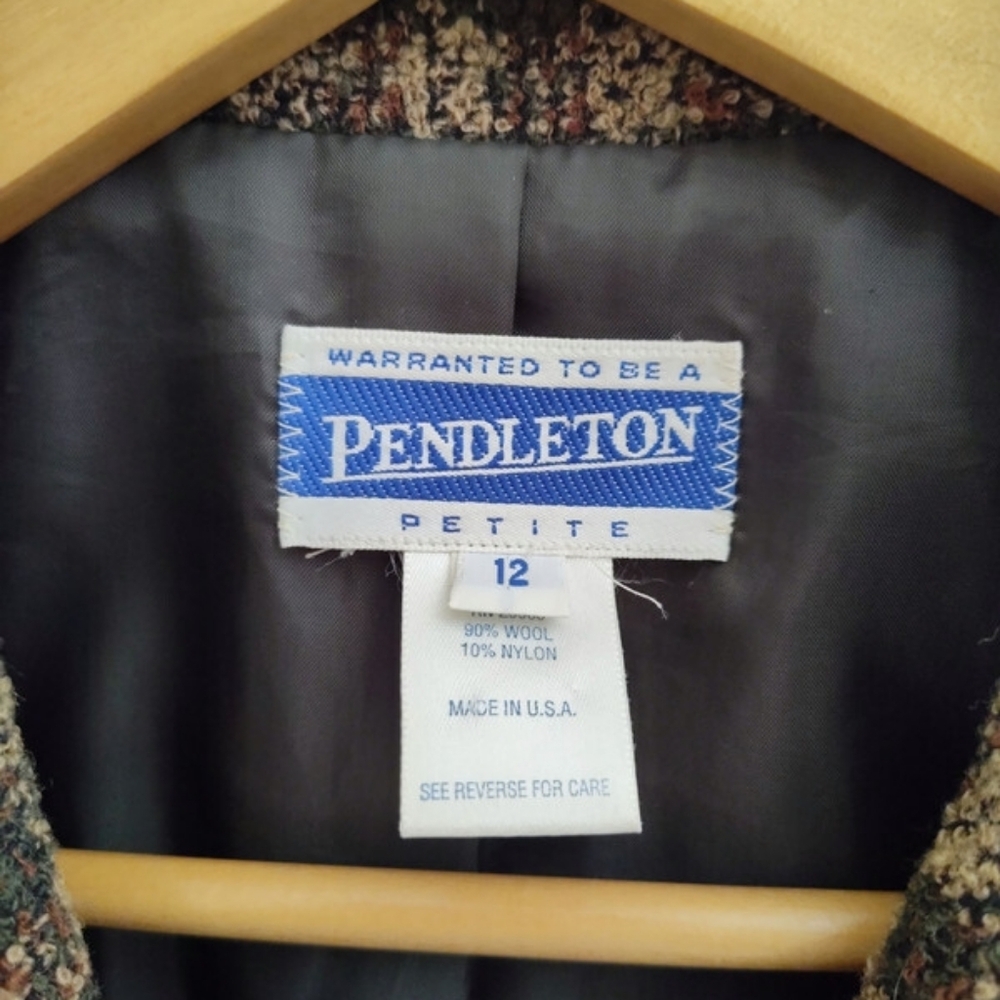 WARRANTED TO BE A
PENDLETON
PETITE
12
90% WOOL
10% NYLON
MADE IN U.S.A.
SEE REVERSE FOR CARE